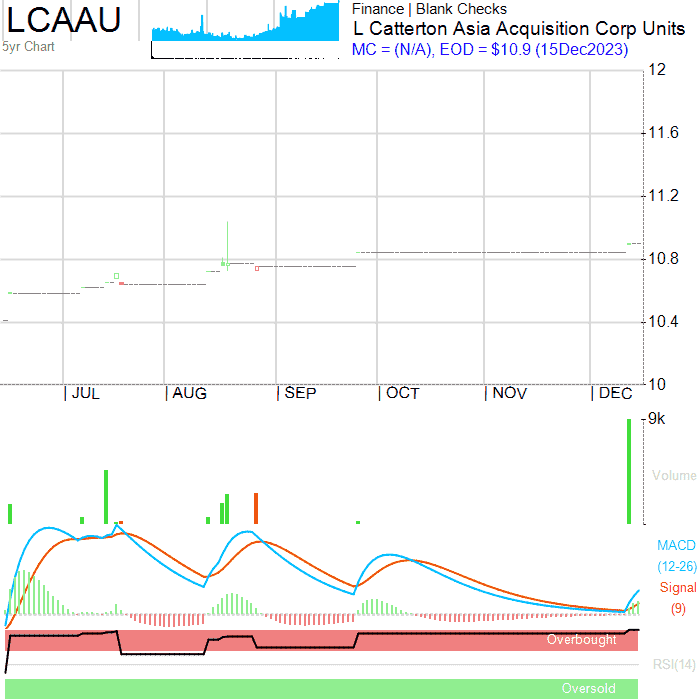 LCAAU
5yr Chart
Finance | Blank Checks
L Catterton Asia Acquisition Corp Units
MC = (N/A), EOD = $10.9 (15Dec2023)
12
11.6
11.2
10.8
10.4
10
JUL
AUG
SEP
OCT
NOV
DEC
9k
Volume
MACD
(12-26)
Signal
(9)
Overbought
RSI(14)
Oversold